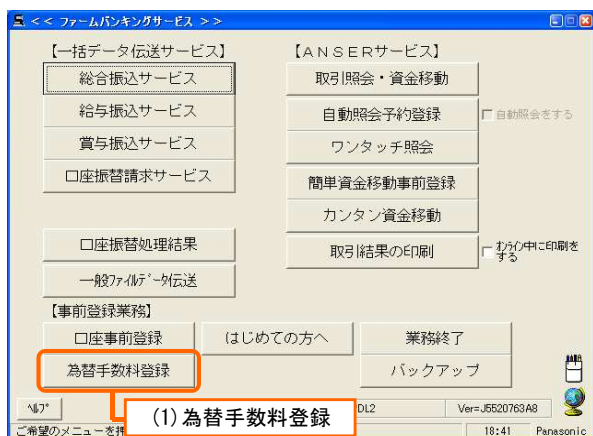 << ファームバンキングサービス >>
【一括データ伝送サービス】
総合振込サービス
給与振込サービス
賞与振込サービス
口座振替請求サービス
口座振替処理結果
一般ファイルデータ伝送
【ANSERサービス】
取引照会・資金移動
自動照会予約登録
自動照会をする
ワンタッチ照会
簡単資金移動事前登録
カンタン資金移動
取引結果の印刷
オンライン中に印刷を
する
【事前登録業務】
口座事前登録
はじめての方へ
業務終了
為替手数料登録
バックアップ
ヘルプ
(1)為替手数料登録
DL2
Ver=J5520763A8
ご希望のメニューを押
18:41
Panasonic